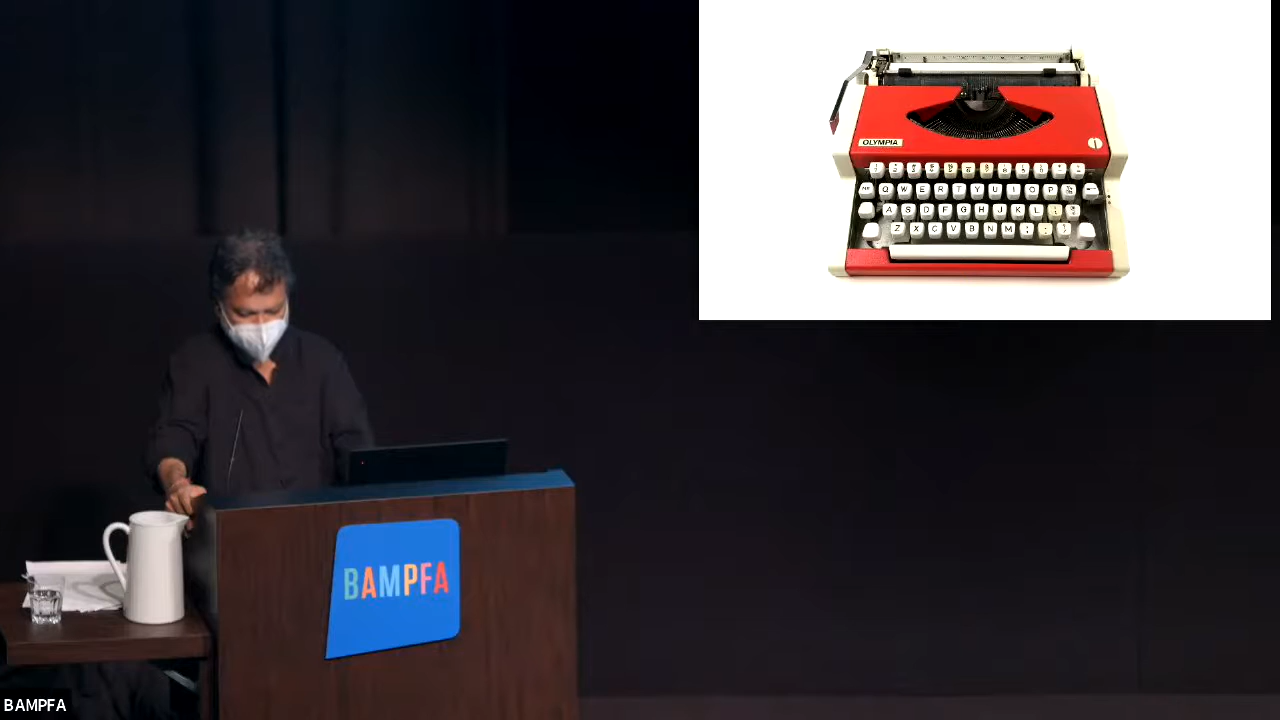 OLYMPIA
Q W E R T Y U I O P
A S D F G H J K L
Z X C V B N M
BAMPFA
BAMPFA